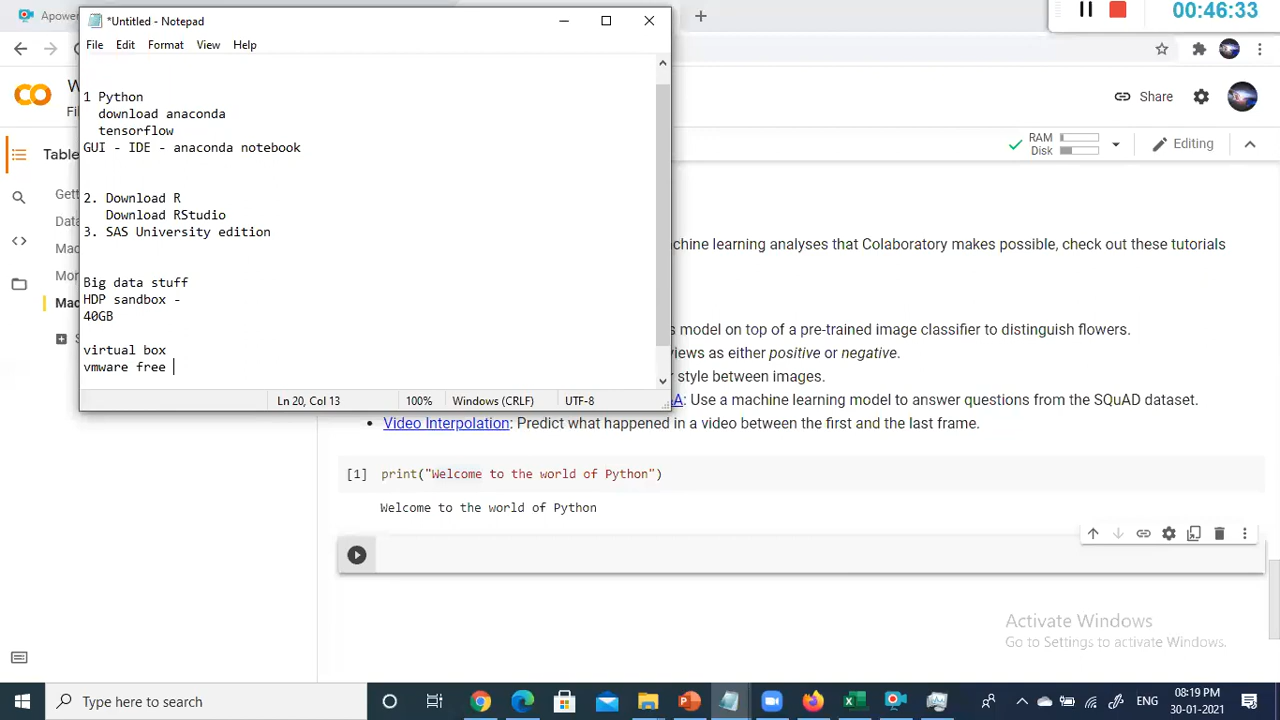 Apower
*Untitled - Notepad
00:46:33
File Edit Format View Help
1 Python
download anaconda
tensorflow
GUI - IDE - anaconda notebook
2. Download R
Download RStudio
3. SAS University edition
Big data stuff
HDP sandbox -
40GB
virtual box
vmware free
Ln 20, Col 13 100% Windows (CRLF) UTF-8
W
Fi
Share
RAM
Disk
Editing
Table
Gett
Data
Mac
Mor
Mac
S
chine learning analyses that Colaboratory makes possible, check out these tutorials
s model on top of a pre-trained image classifier to distinguish flowers.
views as either positive or negative.
r style between images.
A: Use a machine learning model to answer questions from the SQuAD dataset.
Video Interpolation: Predict what happened in a video between the first and the last frame.
[1] print("Welcome to the world of Python")
Welcome to the world of Python
Activate Windows
Go to Settings to activate Windows.
Type here to search
ENG
08:19 PM
30-01-2021